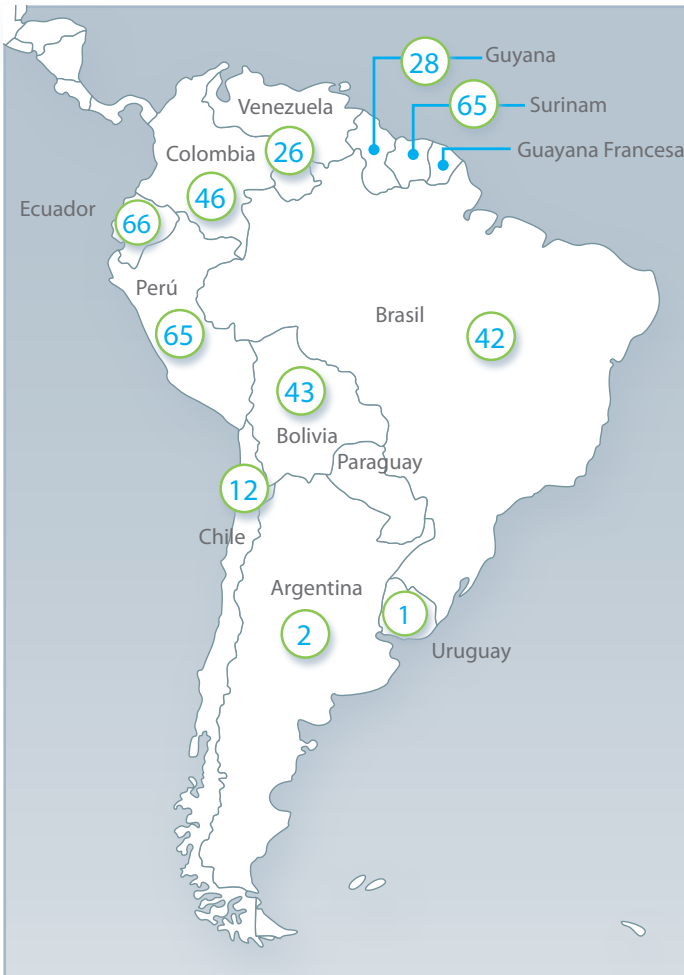 28
Guyana
65
Surinam
Guayana Francesa
Venezuela
26
Colombia
46
Ecuador
66
Perú
65
Brasil
42
43
Bolivia
Paraguay
12
Chile
Argentina
2
1
Uruguay